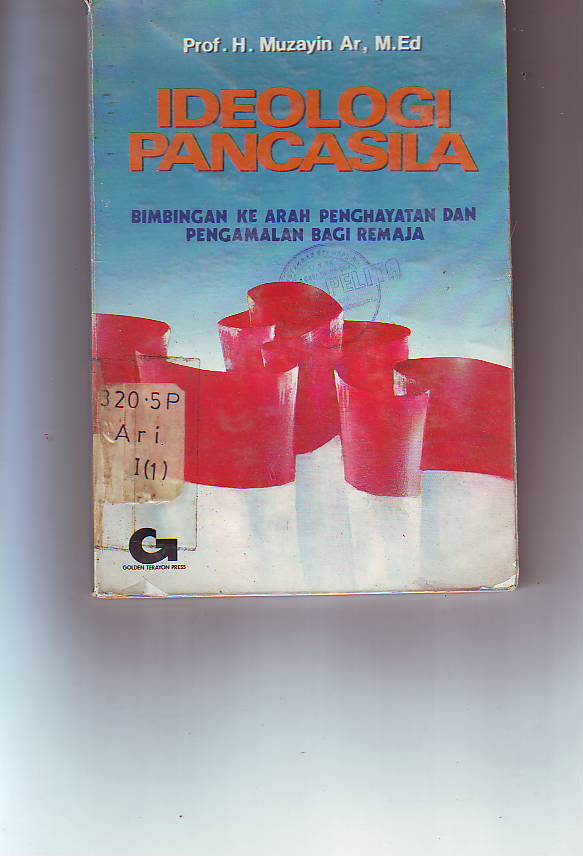 Prof. H. Muzayin Ar, M.Ed
IDEOLOGI
PANCASILA
BIMBINGAN KE ARAH PENGHAYATAN DAN
PENGAMALAN BAGI REMAJA
PELITA
320.5P
Ari
I(1)
GOLDEN TERAYON PRESS